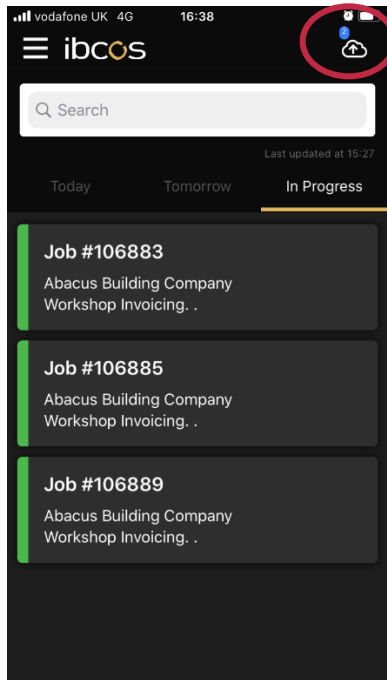 vodafone UK 4G 16:38
2
ibcos
Search
Last updated at 15:27
Today Tomorrow In Progress
Job #106883
Abacus Building Company
Workshop Invoicing. .
Job #106885
Abacus Building Company
Workshop Invoicing. .
Job #106889
Abacus Building Company
Workshop Invoicing. .